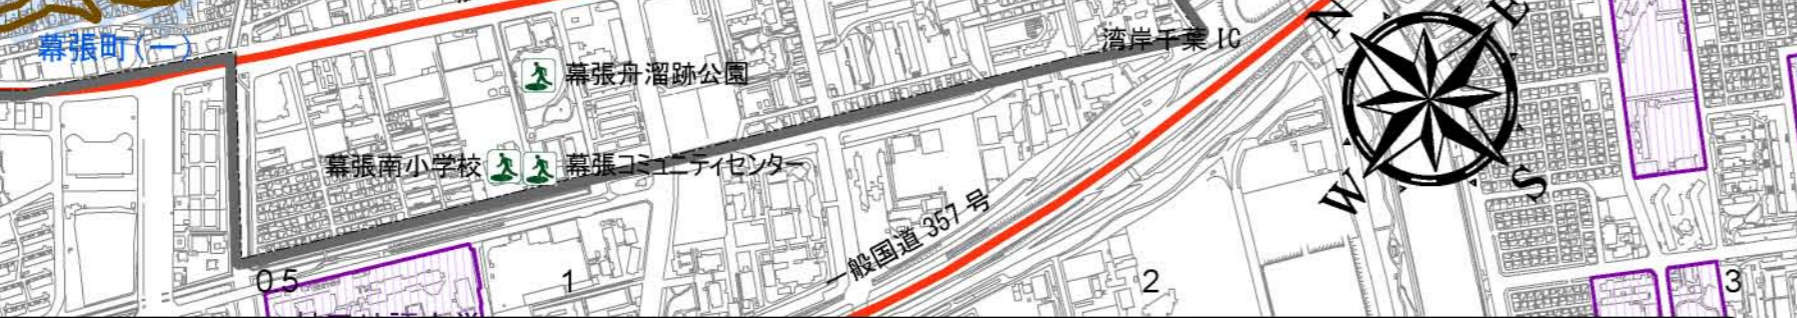 幕張町(一)
湾岸千葉 IC
幕張舟溜跡公園
幕張南小学校
幕張コミュニティセンター
一般国道 357 号
N
E
W
S
0 5
1
2
3